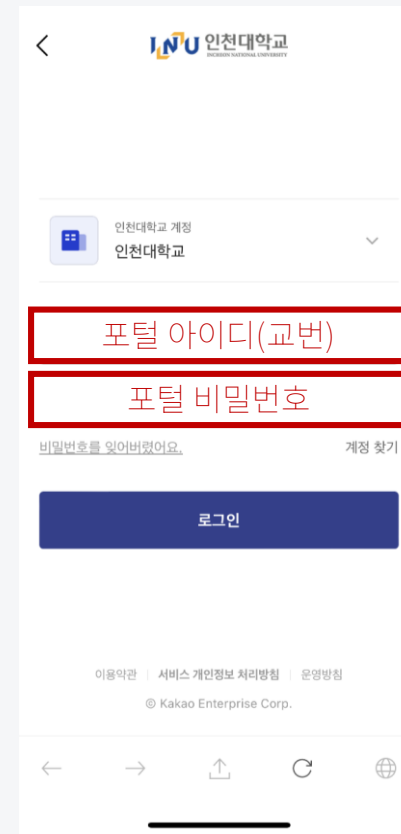 INU 인천대학교
INCHEON NATIONAL UNIVERSITY
인천대학교 계정
인천대학교
포털 아이디(교번)
포털 비밀번호
비밀번호를 잊어버렸어요. 계정 찾기
로그인
이용약관 | 서비스 개인정보 처리방침 | 운영방침
© Kakao Enterprise Corp.